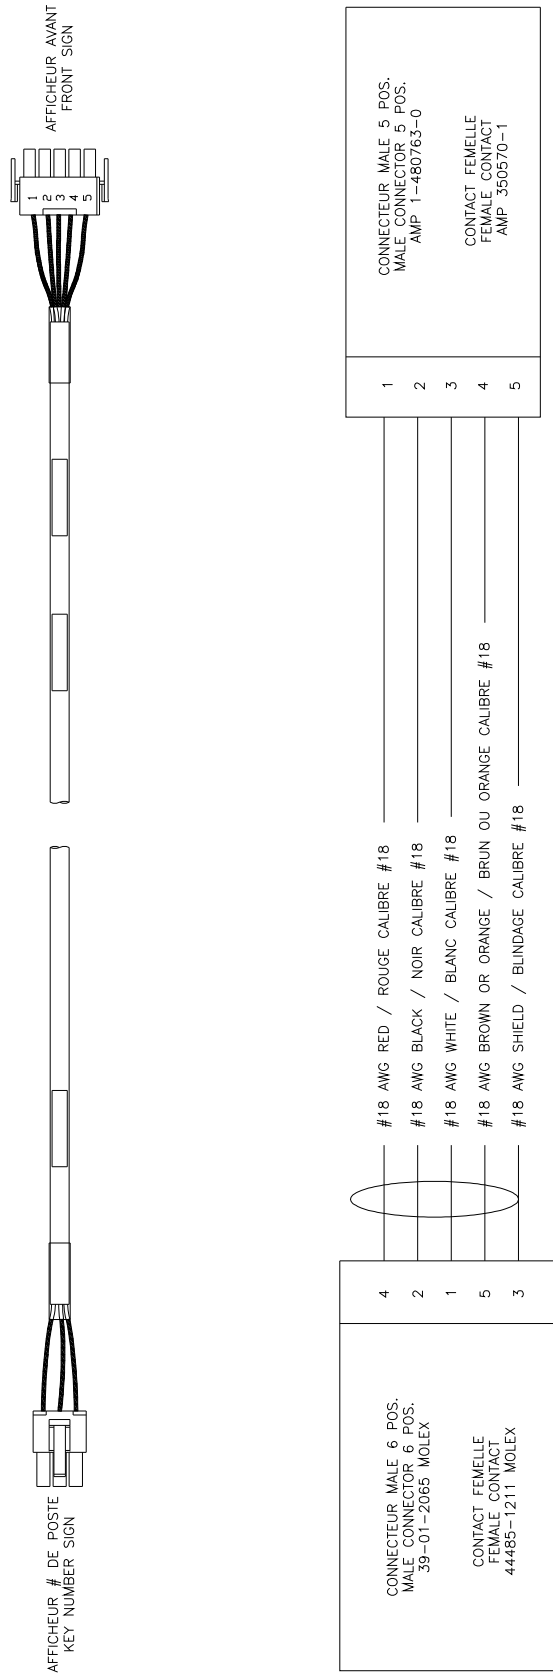 AFFICHEUR # DE POSTE
KEY NUMBER SIGN
AFFICHEUR AVANT
FRONT SIGN
1
2
3
4
5
CONNECTEUR MALE 6 POS.
MALE CONNECTOR 6 POS.
39-01-2065 MOLEX
CONTACT FEMELLE
FEMALE CONTACT
44485-1211 MOLEX
4
2
1
5
3
#18 AWG RED / ROUGE CALIBRE #18
#18 AWG BLACK / NOIR CALIBRE #18
#18 AWG WHITE / BLANC CALIBRE #18
#18 AWG BROWN OR ORANGE / BRUN OU ORANGE CALIBRE #18
#18 AWG SHIELD / BLINDAGE CALIBRE #18
1
2
3
4
5
CONNECTEUR MALE 5 POS.
MALE CONNECTOR 5 POS.
AMP 1-480763-0
CONTACT FEMELLE
FEMALE CONTACT
AMP 350570-1